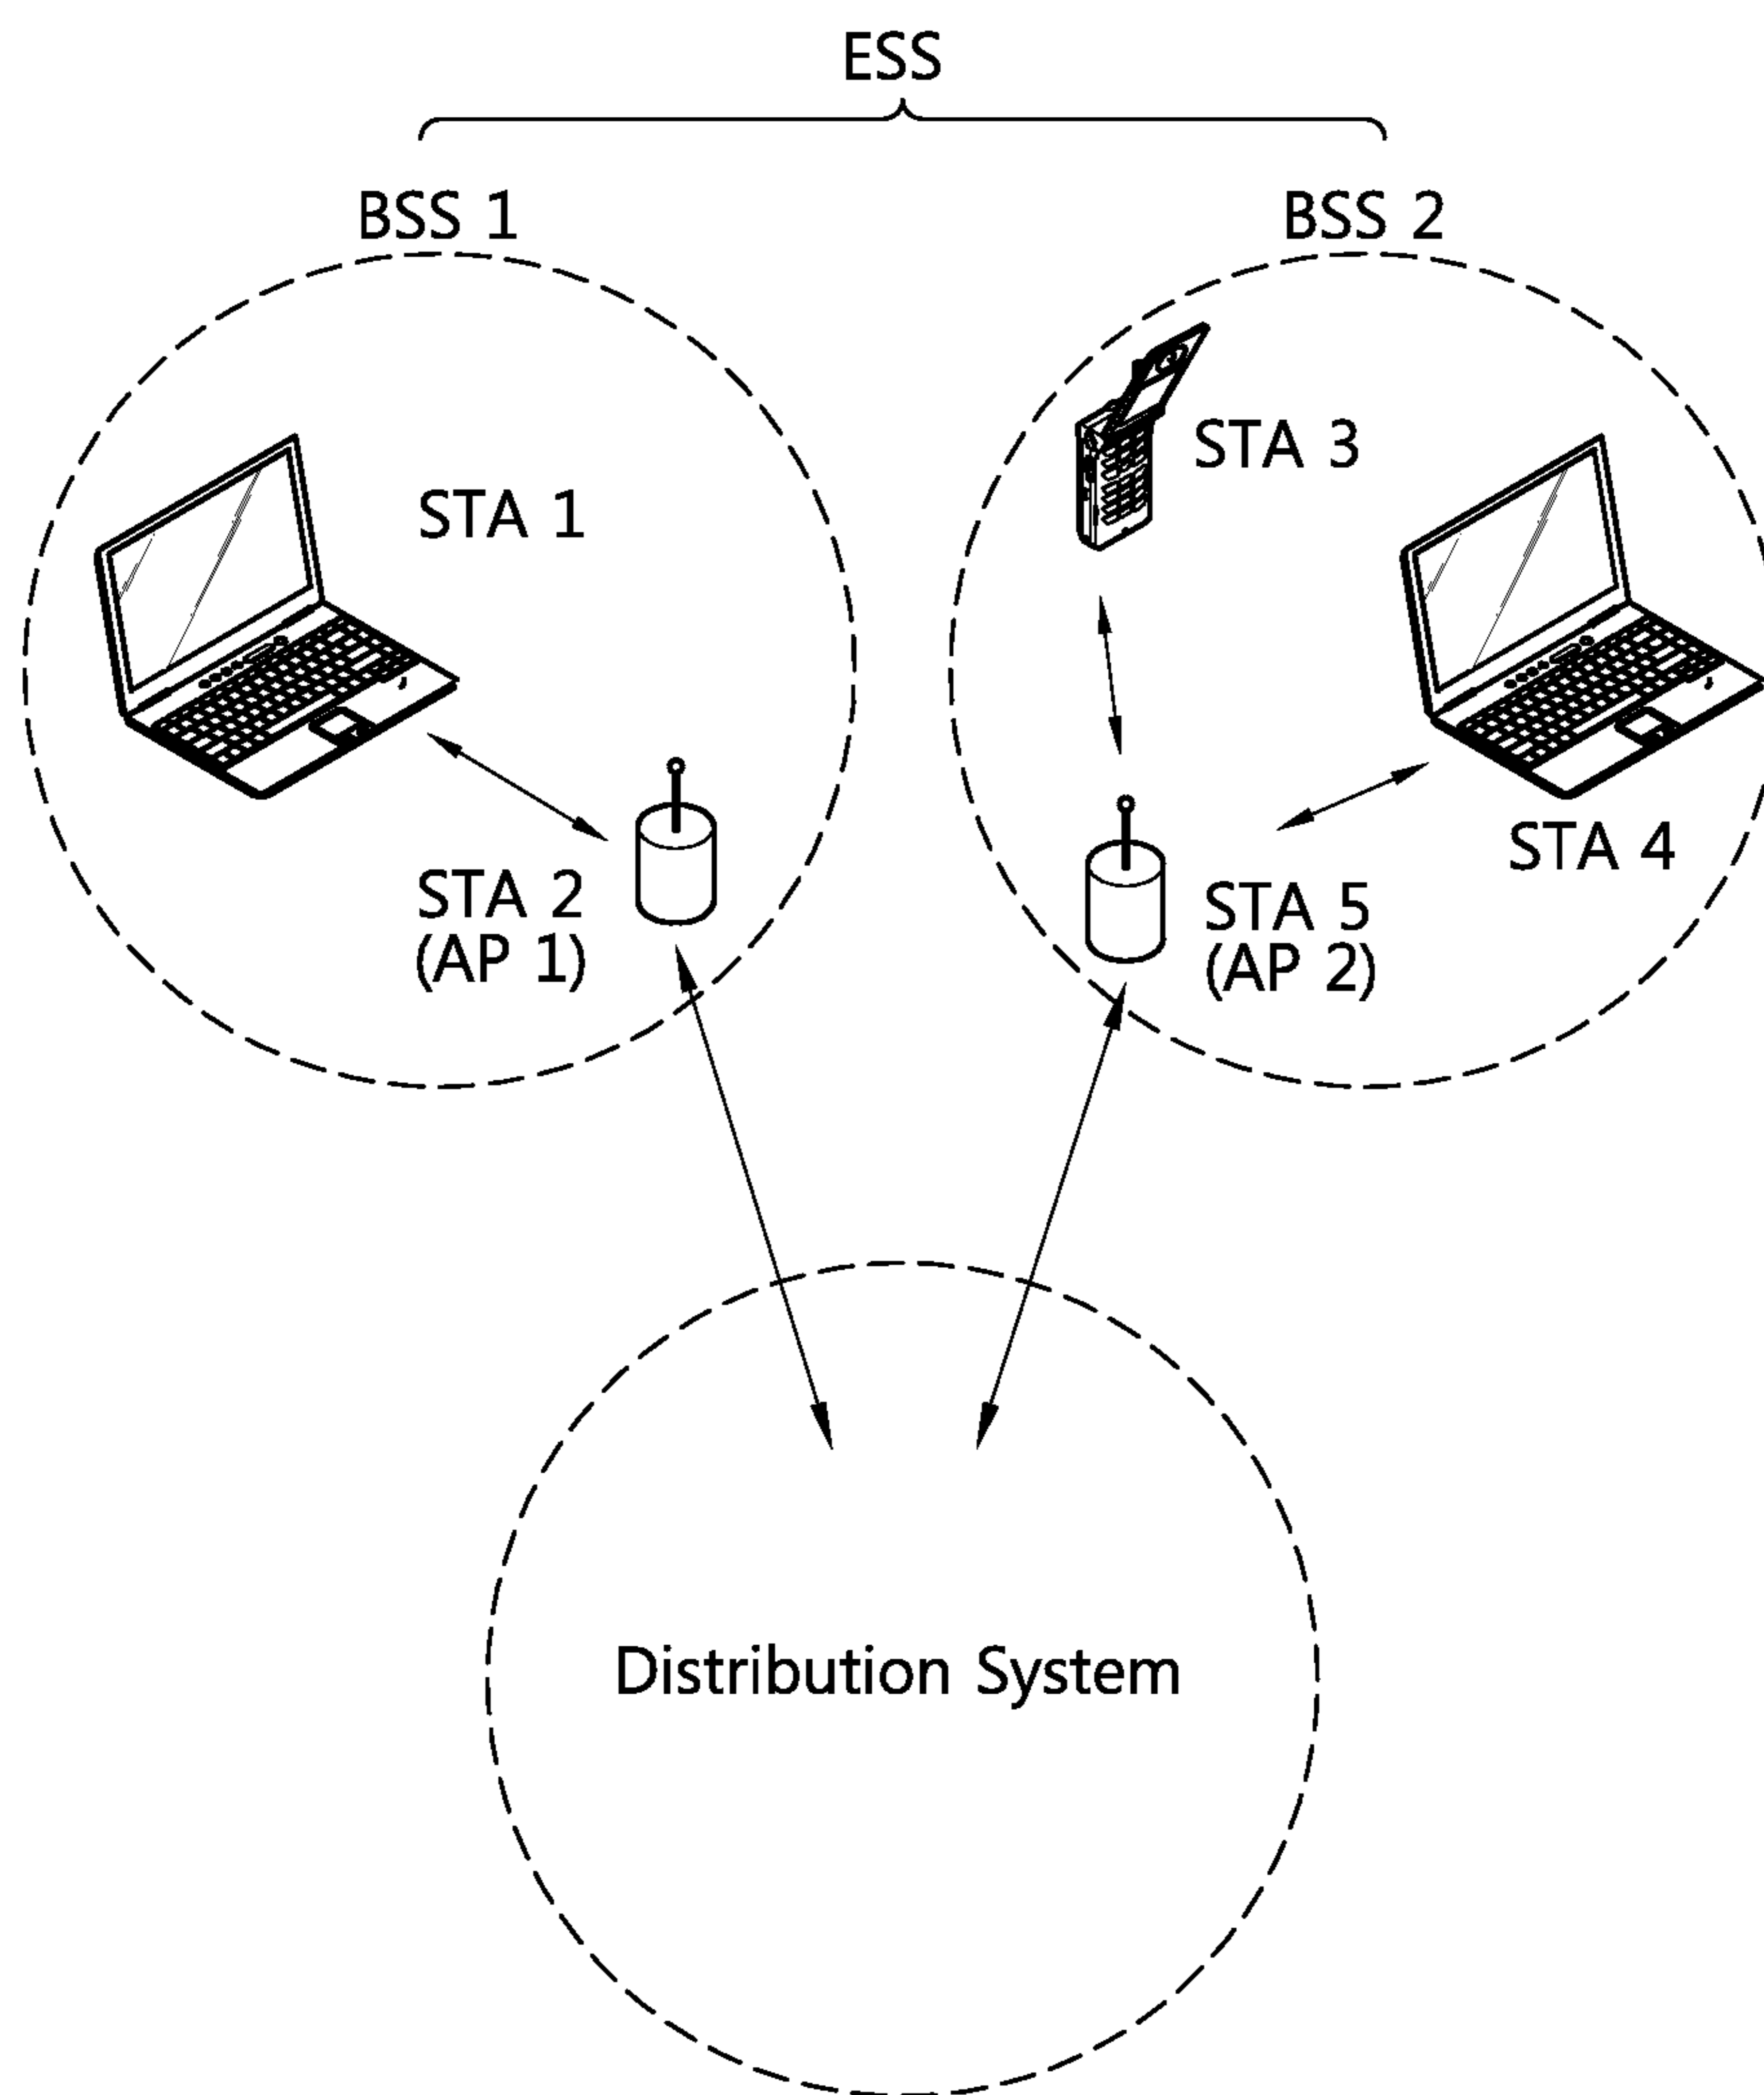 ESS
BSS 1
BSS 2
STA 1
STA 2
(AP 1)
STA 3
STA 4
STA 5
(AP 2)
Distribution System